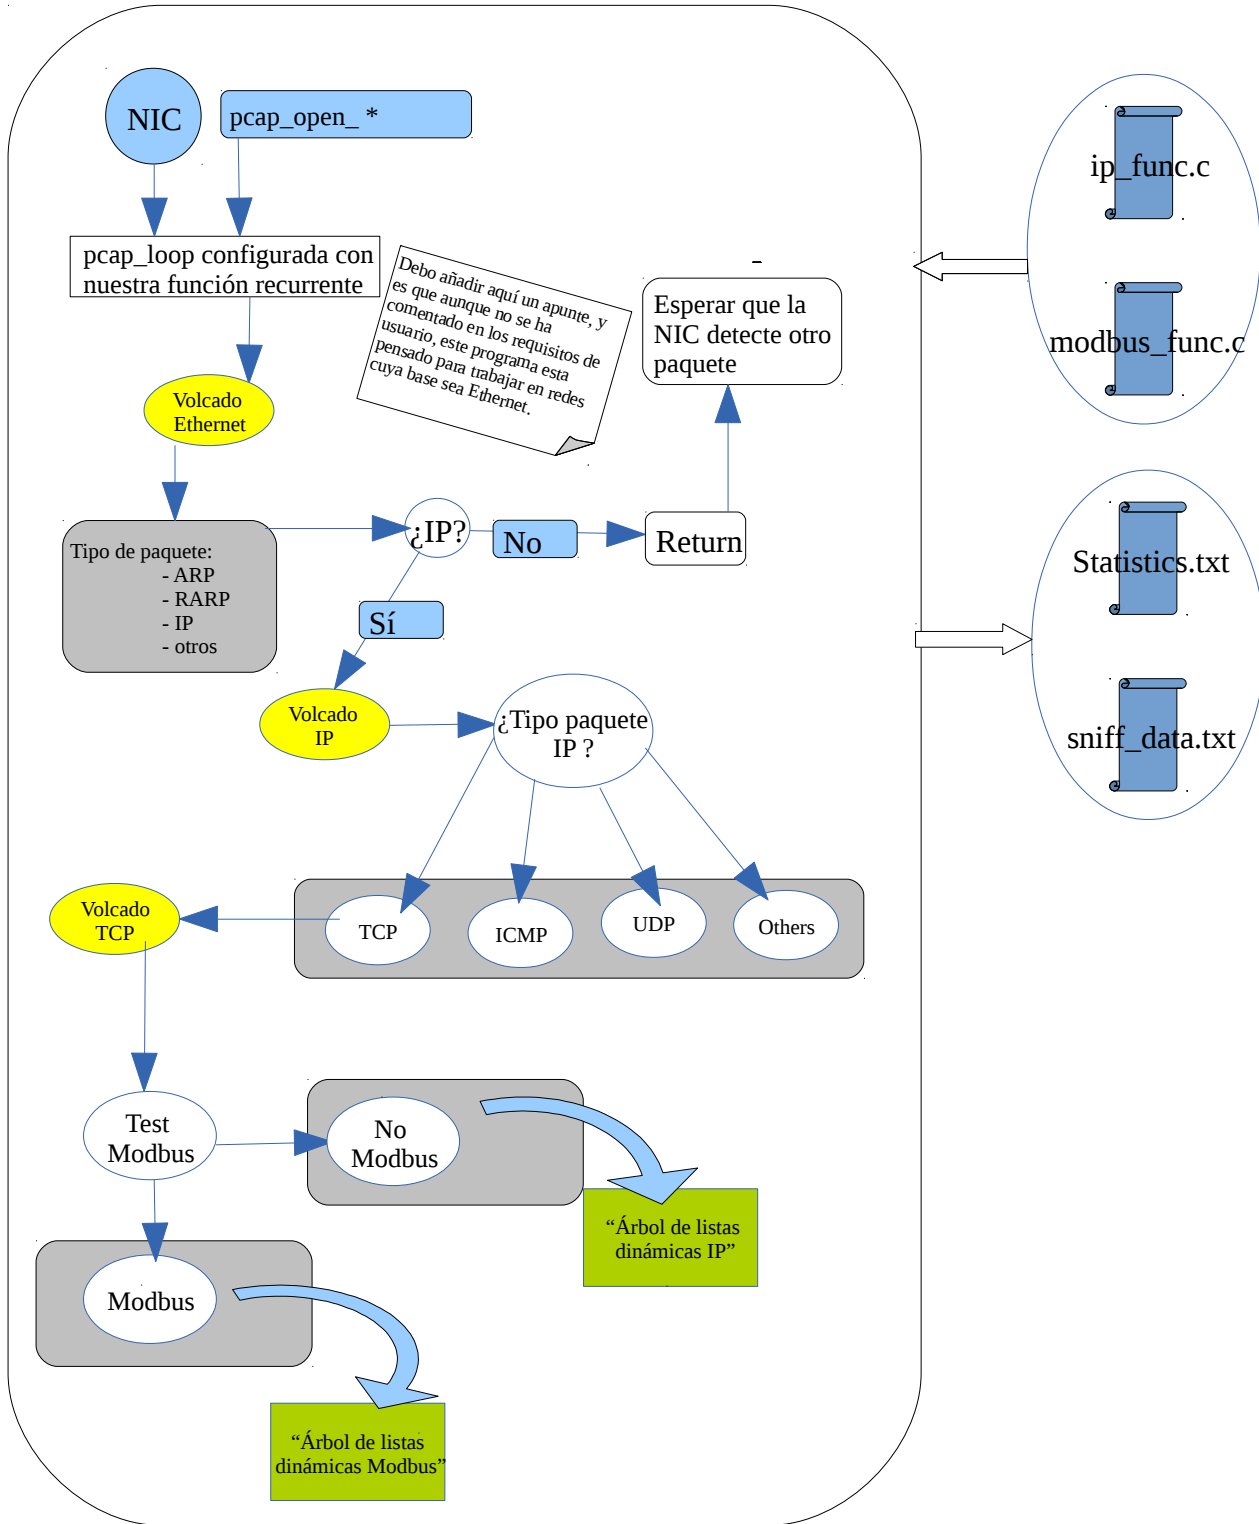 NIC
pcap_open_ *
pcap_loop configurada con
nuestra función recurrente
Debo añadir aquí un apunte, y
es que aunque no se ha
comentado en los requisitos de
usuario, este programa esta
pensado para trabajar en redes
cuya base sea Ethernet.
Esperar que la
NIC detecte otro
paquete
Volcado
Ethernet
Tipo de paquete:
- ARP
- RARP
- IP
- otros
¿IP?
No
Return
Sí
Volcado
IP
¿Tipo paquete
IP ?
TCP
ICMP
UDP
Others
Volcado
TCP
Test
Modbus
No
Modbus
“Árbol de listas
dinámicas IP”
Modbus
“Árbol de listas
dinámicas Modbus”
ip_func.c
modbus_func.c
Statistics.txt
sniff_data.txt